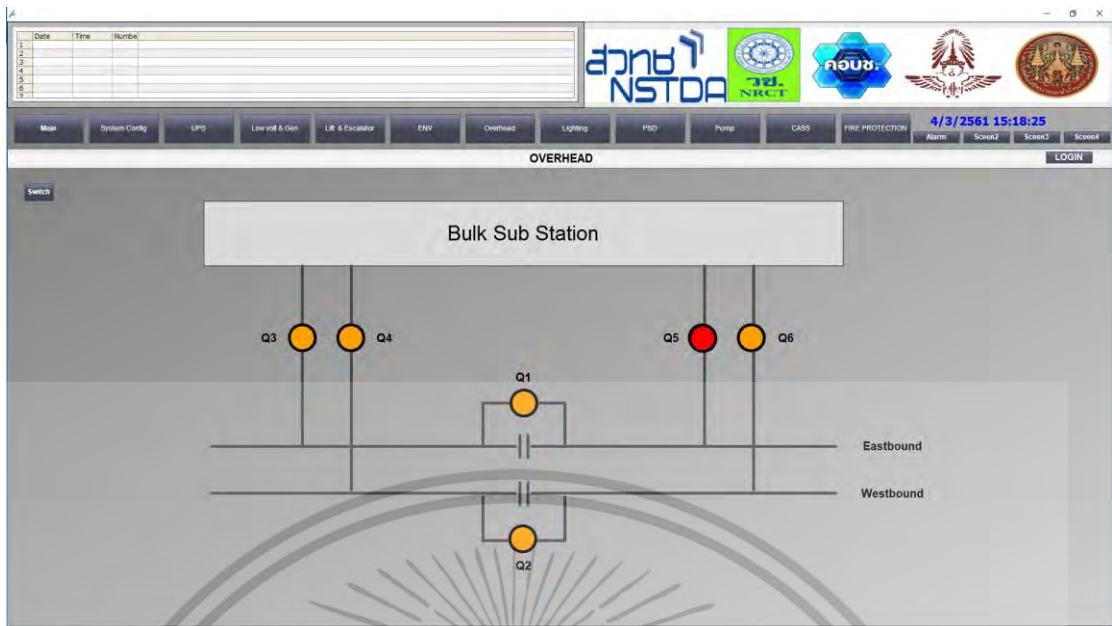 Date Time Numbe
1
2
3
4
5
6
7
สวทช
NSTDA
วช.
NRCT
คอบช.
Main System Config UPS Low volt & Gen Lift & Escalator ENV Overhead Lighting PSD Pump CASS FIRE PROTECTION
4/3/2561 15:18:25
Alarm Sceen2 Sceen3 Sceen4
OVERHEAD
LOGIN
Switch
Bulk Sub Station
Q3 Q4 Q5 Q6
Q1
Eastbound
Westbound
Q2